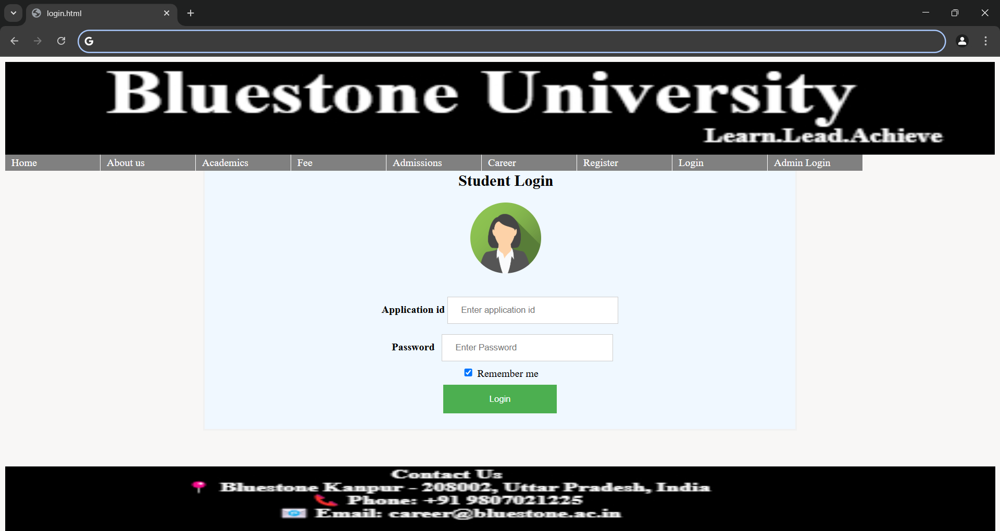 login.html
Bluestone University
Learn.Lead.Achieve
Home About us Academics Fee Admissions Career Register Login Admin Login
Student Login
Application id Enter application id
Password Enter Password
Remember me
Login
Contact Us
Bluestone Kanpur - 208002, Uttar Pradesh, India
Phone: +91 9807021225
Email: career@bluestone.ac.in